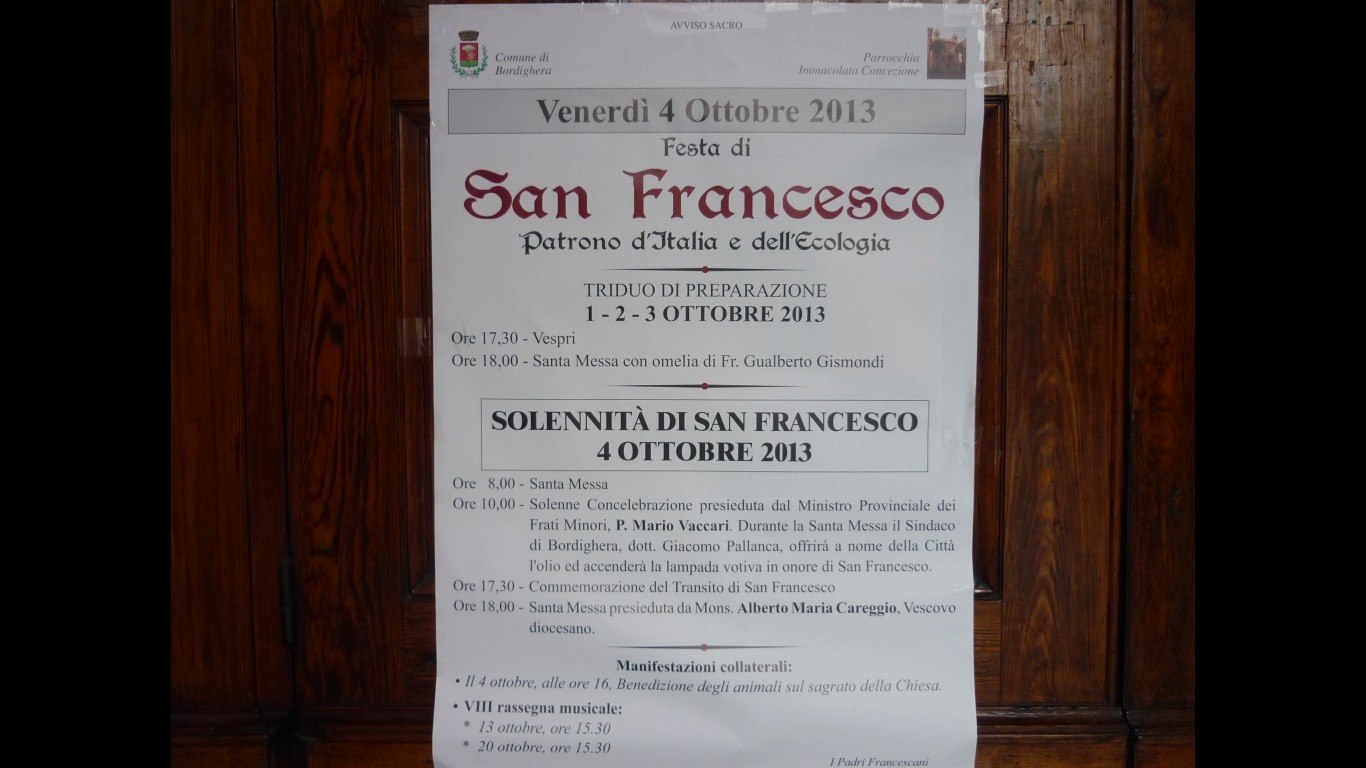 AVVISO SACRO
Comune di
Bordighera
Parrocchia
Immacolata Concezione
Venerdì 4 Ottobre 2013
Festa di
San Francesco
Patrono d'Italia e dell'Ecologia
TRIDUO DI PREPARAZIONE
1 - 2 - 3 OTTOBRE 2013
Ore 17,30 - Vespri
Ore 18,00 - Santa Messa con omelia di Fr. Gualberto Gismondi
SOLENNITÀ DI SAN FRANCESCO
4 OTTOBRE 2013
Ore 8,00 - Santa Messa
Ore 10,00 - Solenne Concelebrazione presieduta dal Ministro Provinciale dei
Frati Minori, P. Mario Vaccari. Durante la Santa Messa il Sindaco
di Bordighera, dott. Giacomo Pallanca, offrirà a nome della Città
l'olio ed accenderà la lampada votiva in onore di San Francesco.
Ore 17,30 - Commemorazione del Transito di San Francesco
Ore 18,00 - Santa Messa presieduta da Mons. Alberto Maria Careggio, Vescovo
diocesano.
Manifestazioni collaterali:
• Il 4 ottobre, alle ore 16, Benedizione degli animali sul sagrato della Chiesa.
• VIII rassegna musicale:
* 13 ottobre, ore 15.30
* 20 ottobre, ore 15.30
I Padri Francescani